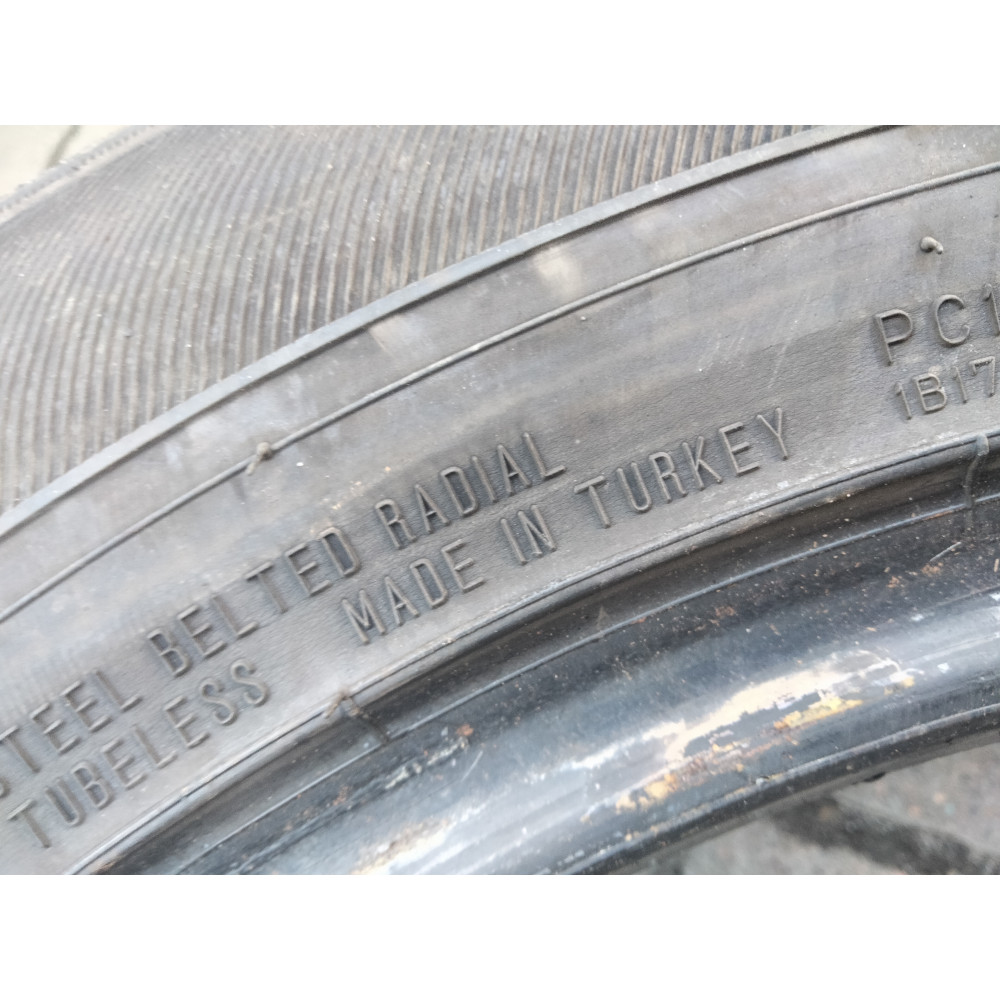 STEEL BELTED RADIAL
TUBELESS MADE IN TURKEY
PC1
1B17